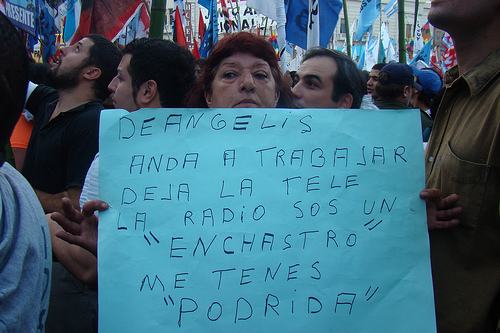 DEANGELIS
ANDA A TRABAJAR
DEJA LA TELE
LA RADIO SOS UN
"ENCHASTRO"
ME TENES
"PODRIDA"